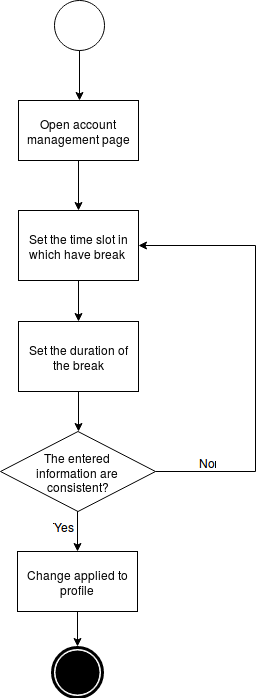 Open account
management page
Set the time slot in
which have break
Set the duration of
the break
The entered
information are
consistent?
No
Yes
Change applied to
profile